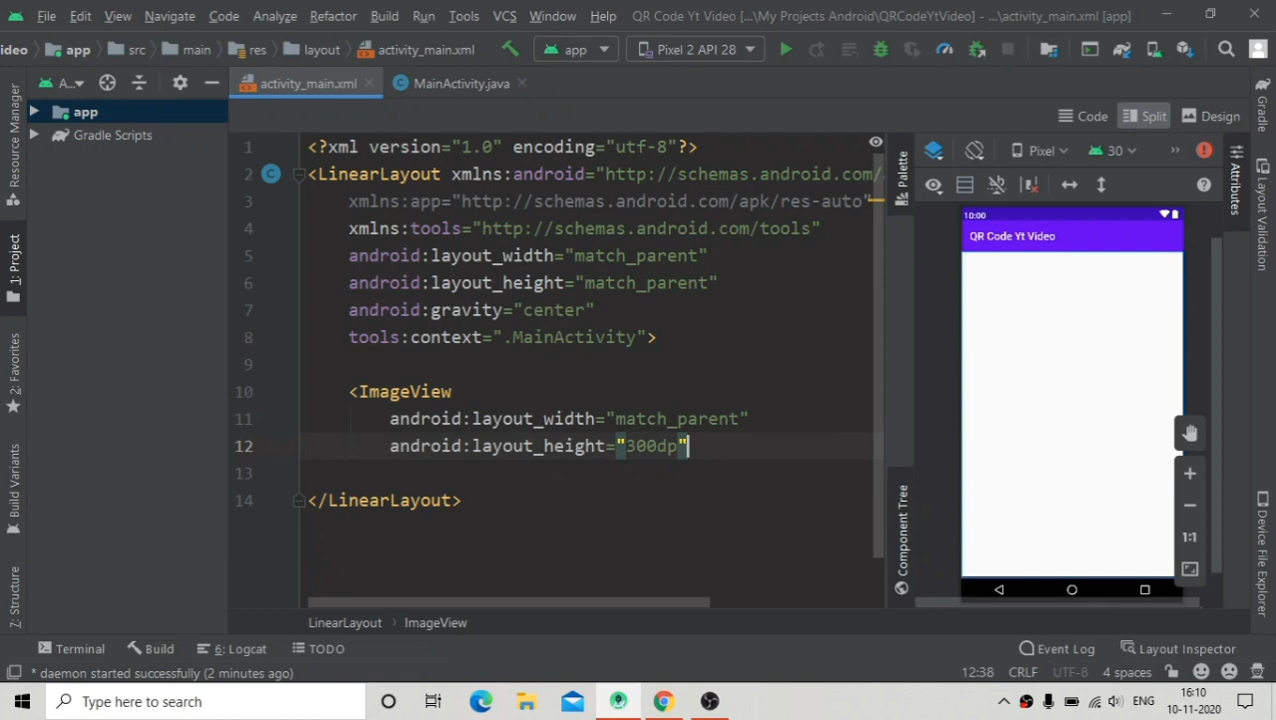 File Edit View Navigate Code Analyze Refactor Build Run Tools VCS Window Help QR Code Yt Video [...\My Projects Android\QRCodeYtVideo] - ...\activity_main.xml [app]
ideo app src main res layout activity_main.xml app Pixel 2 API 28
A... activity_main.xml MainActivity.java
app
Gradle Scripts
Code Split Design
Pixel 30
Resource Manager
1: Project
2: Favorites
Build Variants
7: Structure
1 <?xml version="1.0" encoding="utf-8"?>
2 <LinearLayout xmlns:android="http://schemas.android.com/
3 xmlns:app="http://schemas.android.com/apk/res-auto"
4 xmlns:tools="http://schemas.android.com/tools"
5 android:layout_width="match_parent"
6 android:layout_height="match_parent"
7 android:gravity="center"
8 tools:context=".MainActivity">
9
10 <ImageView
11 android:layout_width="match_parent"
12 android:layout_height="300dp"
13
14 </LinearLayout>
Palette
Component Tree
10:00
QR Code Yt Video
1:1
Gradle
Attributes
Layout Validation
Device File Explorer
LinearLayout ImageView
Terminal Build 6: Logcat TODO Event Log Layout Inspector
* daemon started successfully (2 minutes ago) 12:38 CRLF UTF-8 4 spaces
Type here to search
ENG
16:10
10-11-2020